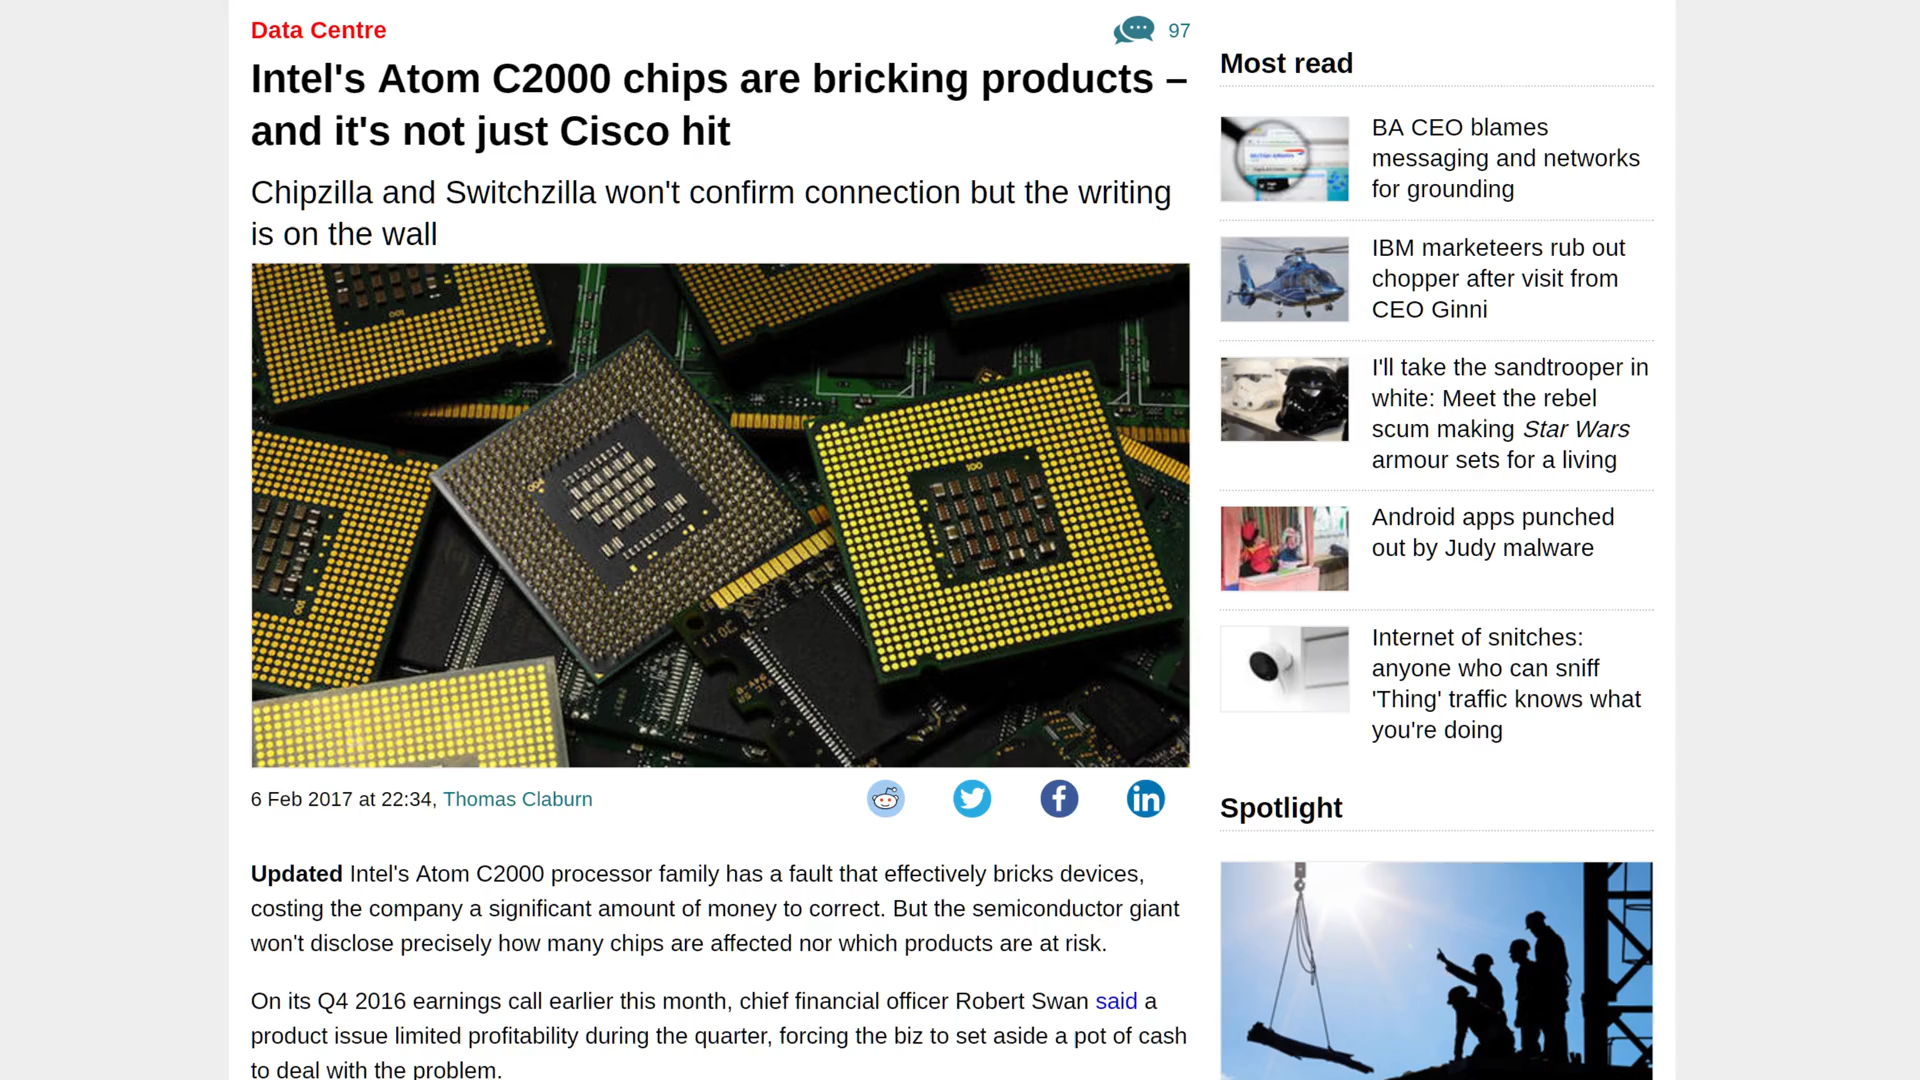 Data Centre
97
Intel's Atom C2000 chips are bricking products –
and it's not just Cisco hit
Chipzilla and Switchzilla won't confirm connection but the writing
is on the wall
6 Feb 2017 at 22:34, Thomas Claburn
Updated Intel's Atom C2000 processor family has a fault that effectively bricks devices,
costing the company a significant amount of money to correct. But the semiconductor giant
won't disclose precisely how many chips are affected nor which products are at risk.
On its Q4 2016 earnings call earlier this month, chief financial officer Robert Swan said a
product issue limited profitability during the quarter, forcing the biz to set aside a pot of cash
to deal with the problem.
Most read
BA CEO blames
messaging and networks
for grounding
IBM marketeers rub out
chopper after visit from
CEO Ginni
I'll take the sandtrooper in
white: Meet the rebel
scum making Star Wars
armour sets for a living
Android apps punched
out by Judy malware
Internet of snitches:
anyone who can sniff
'Thing' traffic knows what
you're doing
Spotlight